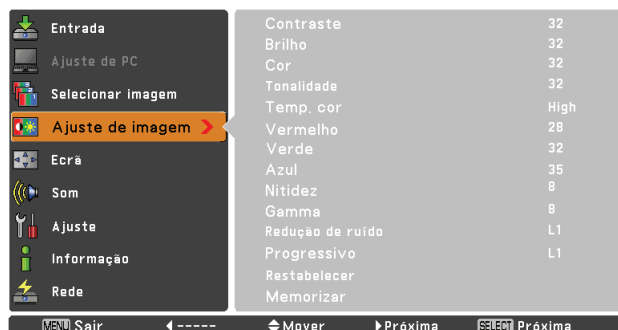 Entrada
Ajuste de PC
Selecionar imagem
Ajuste de imagem
Ecrã
Som
Ajuste
Informação
Rede
Contraste 32
Brilho 32
Cor 32
Tonalidade 32
Temp. cor High
Vermelho 28
Verde 32
Azul 35
Nitidez 8
Gamma 8
Redução de ruído L1
Progressivo L1
Restabelecer
Memorizar
MENU Sair ----- Mover Próxima SELECT Próxima